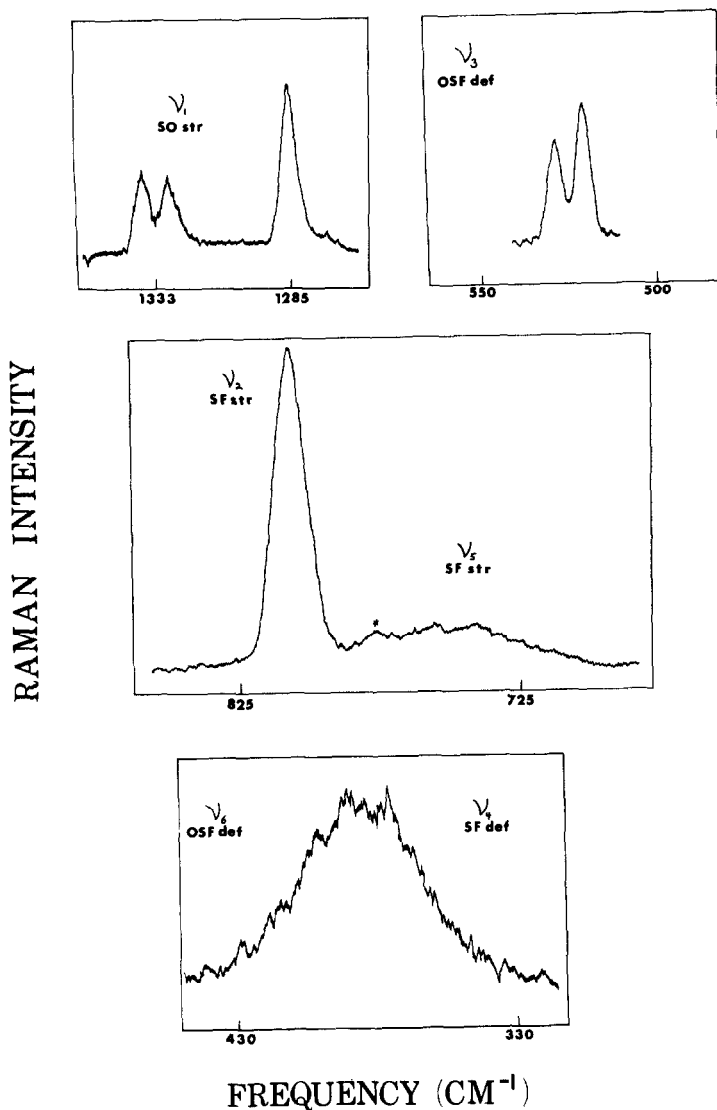 ν₁
SO str
1333 1285
ν₃
OSF def
550 500
ν₂
SF str
ν₅
SF str
*
825 725
ν₆
OSF def
ν₄
SF def
430 330
RAMAN INTENSITY
FREQUENCY (CM⁻¹)